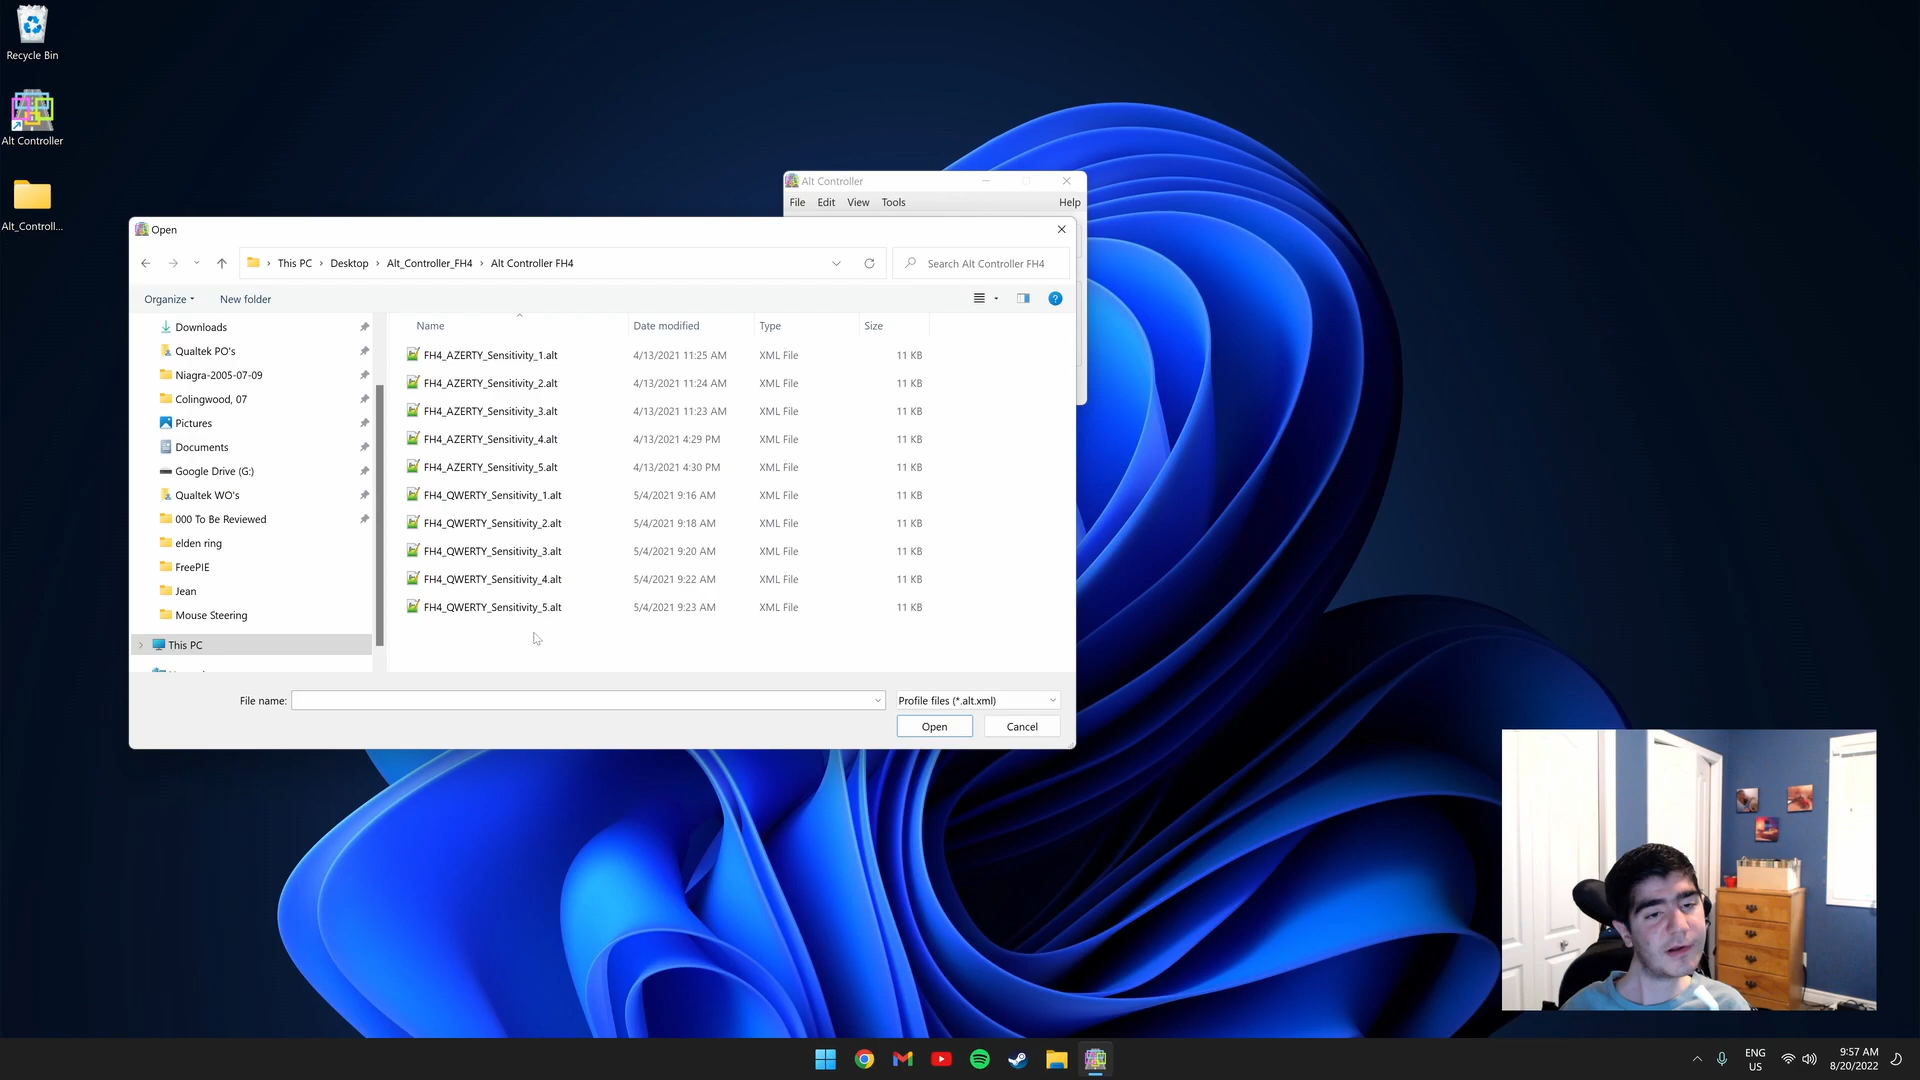 Recycle Bin
Alt Controller
Alt_Controll...
Alt Controller
File Edit View Tools Help
Open
This PC > Desktop > Alt_Controller_FH4 > Alt Controller FH4
Search Alt Controller FH4
Organize New folder
Name Date modified Type Size
Downloads
Qualtek PO's
Niagra-2005-07-09
Colingwood, 07
Pictures
Documents
Google Drive (G:)
Qualtek WO's
000 To Be Reviewed
elden ring
FreePIE
Jean
Mouse Steering
This PC
FH4_AZERTY_Sensitivity_1.alt 4/13/2021 11:25 AM XML File 11 KB
FH4_AZERTY_Sensitivity_2.alt 4/13/2021 11:24 AM XML File 11 KB
FH4_AZERTY_Sensitivity_3.alt 4/13/2021 11:23 AM XML File 11 KB
FH4_AZERTY_Sensitivity_4.alt 4/13/2021 4:29 PM XML File 11 KB
FH4_AZERTY_Sensitivity_5.alt 4/13/2021 4:30 PM XML File 11 KB
FH4_QWERTY_Sensitivity_1.alt 5/4/2021 9:16 AM XML File 11 KB
FH4_QWERTY_Sensitivity_2.alt 5/4/2021 9:18 AM XML File 11 KB
FH4_QWERTY_Sensitivity_3.alt 5/4/2021 9:20 AM XML File 11 KB
FH4_QWERTY_Sensitivity_4.alt 5/4/2021 9:22 AM XML File 11 KB
FH4_QWERTY_Sensitivity_5.alt 5/4/2021 9:23 AM XML File 11 KB
File name: Profile files (*.alt.xml)
Open Cancel
ENG
US
9:57 AM
8/20/2022